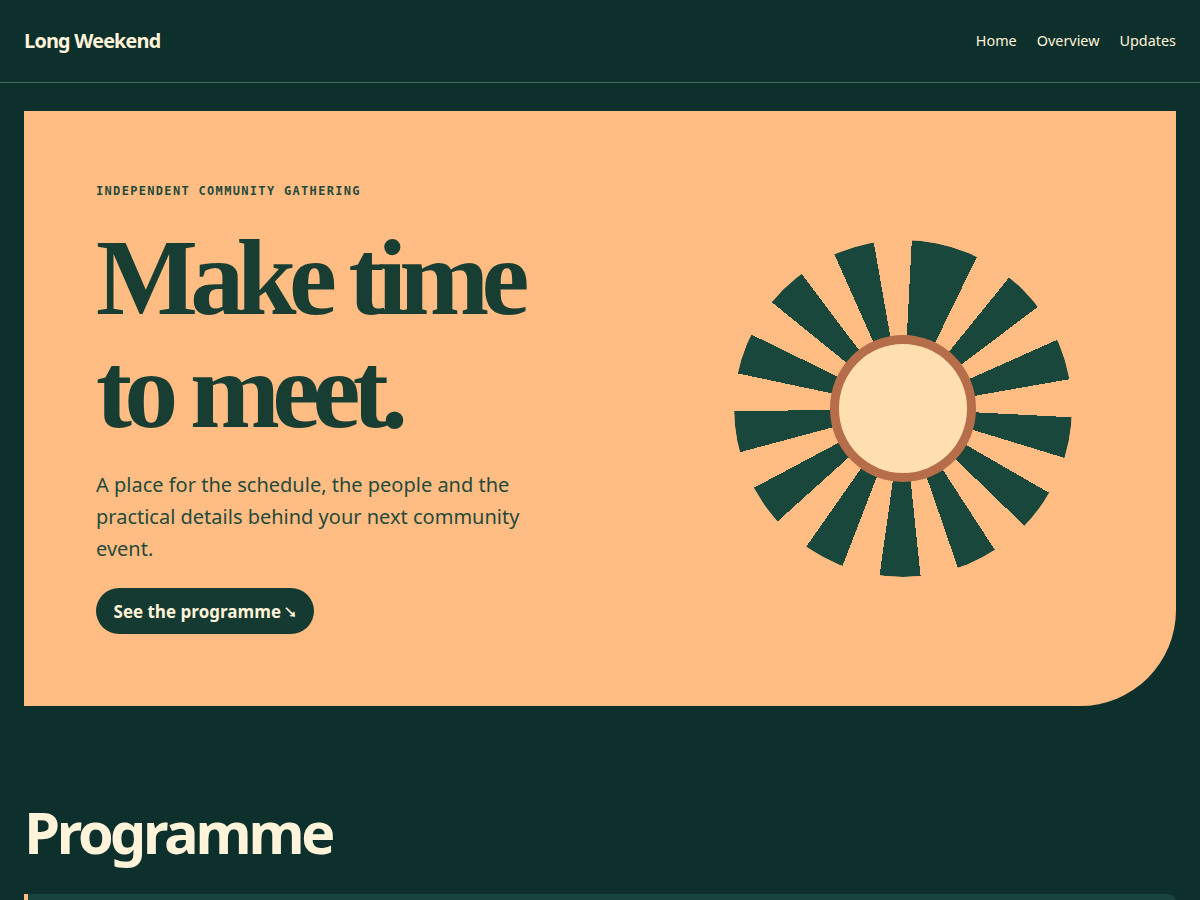 Long Weekend
Home Overview Updates
INDEPENDENT COMMUNITY GATHERING
Make time
to meet.
A place for the schedule, the people and the
practical details behind your next community
event.
See the programme ↘
Programme